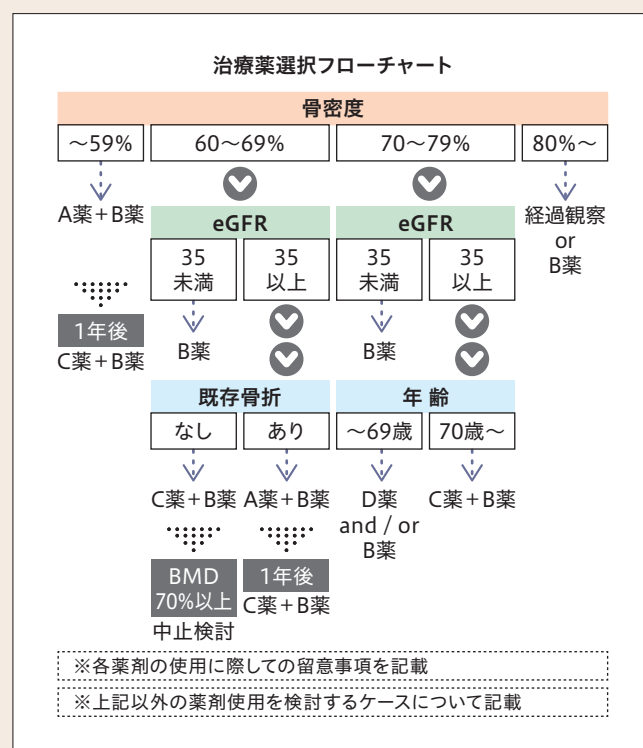 治療薬選択フローチャート
骨密度
～59%
60～69%
70～79%
80%～
A薬＋B薬
経過観察
or
B薬
eGFR
eGFR
35
未満
35
以上
35
未満
35
以上
1年後
C薬＋B薬
B薬
B薬
既存骨折
年 齢
なし
あり
～69歳
70歳～
C薬＋B薬
A薬＋B薬
D薬
and / or
B薬
C薬＋B薬
BMD
70%以上
中止検討
1年後
C薬＋B薬
※各薬剤の使用に際しての留意事項を記載
※上記以外の薬剤使用を検討するケースについて記載